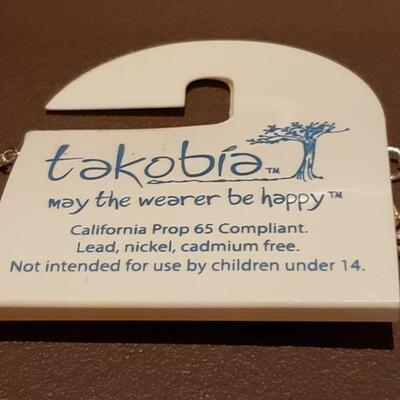 takobia™
may the wearer be happy™
California Prop 65 Compliant.
Lead, nickel, cadmium free.
Not intended for use by children under 14.